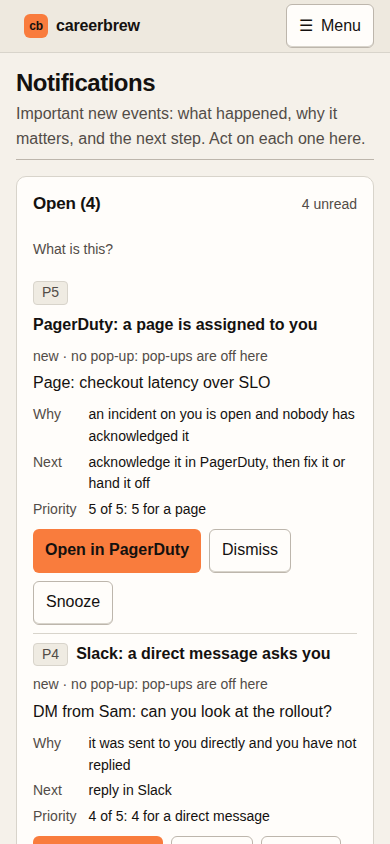 cb careerbrew
☰ Menu
Notifications
Important new events: what happened, why it
matters, and the next step. Act on each one here.
Open (4)
4 unread
What is this?
P5
PagerDuty: a page is assigned to you
new · no pop-up: pop-ups are off here
Page: checkout latency over SLO
Why an incident on you is open and nobody has
acknowledged it
Next acknowledge it in PagerDuty, then fix it or
hand it off
Priority 5 of 5: 5 for a page
Open in PagerDuty
Dismiss
Snooze
P4 Slack: a direct message asks you
new · no pop-up: pop-ups are off here
DM from Sam: can you look at the rollout?
Why it was sent to you directly and you have not
replied
Next reply in Slack
Priority 4 of 5: 4 for a direct message